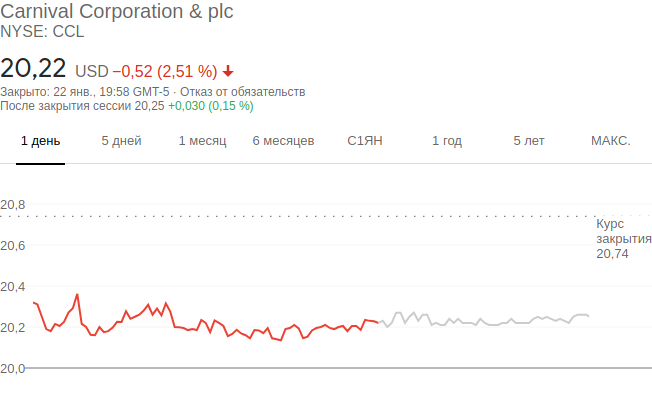 Carnival Corporation & plc
NYSE: CCL
20,22 USD −0,52 (2,51 %)
Закрыто: 22 янв., 19:58 GMT-5 · Отказ от обязательств
После закрытия сессии 20,25 +0,030 (0,15 %)
1 день 5 дней 1 месяц 6 месяцев С1ЯН 1 год 5 лет МАКС.
20,8
Курс
закрытия
20,74
20,6
20,4
20,2
20,0